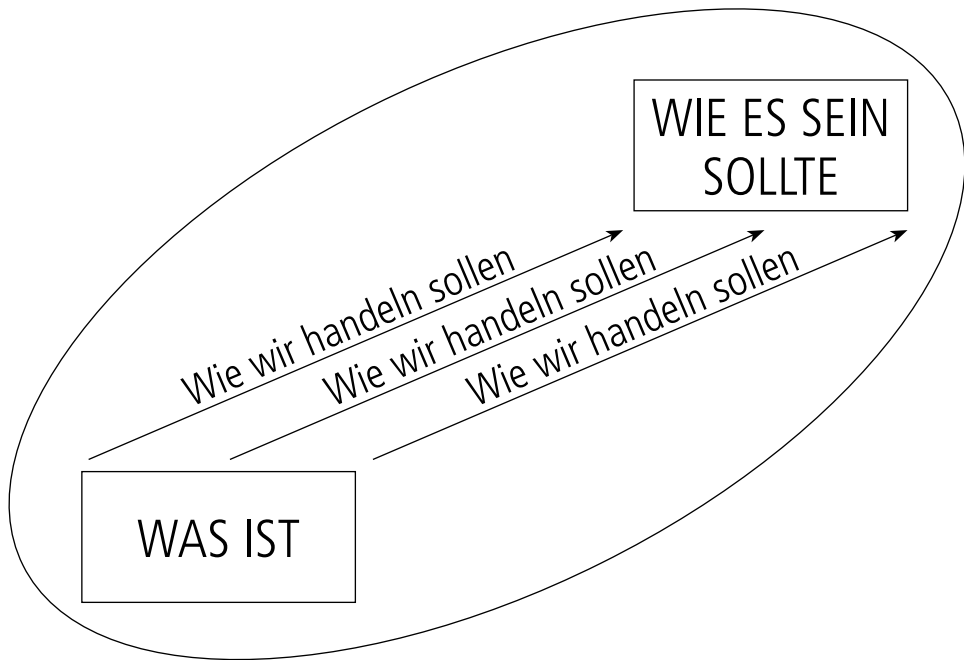 WIE ES SEIN
SOLLTE
Wie wir handeln sollen
Wie wir handeln sollen
Wie wir handeln sollen
WAS IST